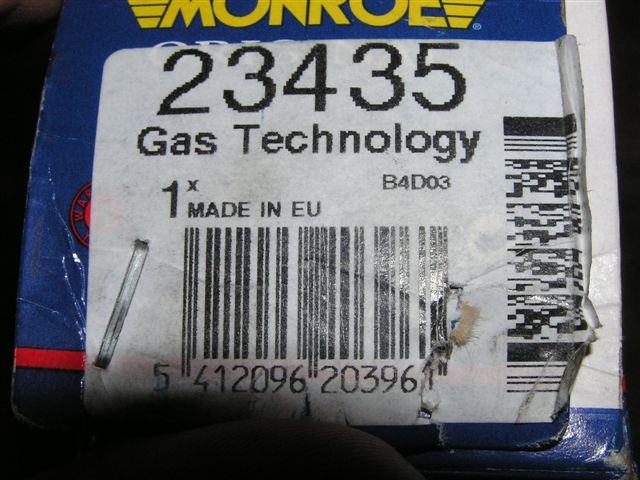 MONROE®
23435
Gas Technology
1x
B4D03
MADE IN EU
5 412096 203961